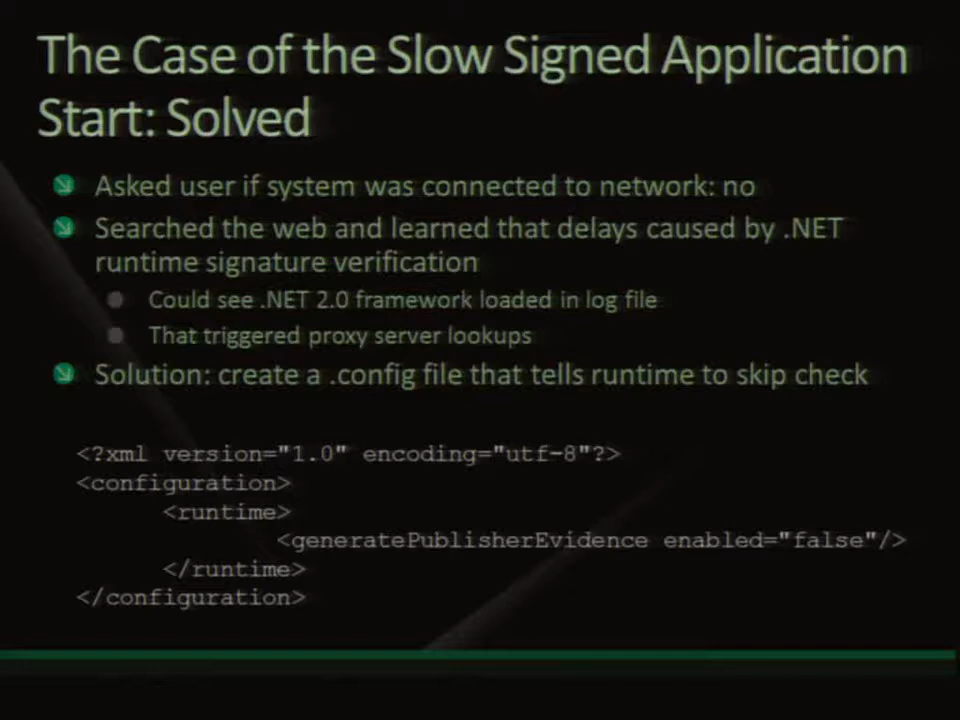 The Case of the Slow Signed Application
Start: Solved
Asked user if system was connected to network: no
Searched the web and learned that delays caused by .NET
runtime signature verification
Could see .NET 2.0 framework loaded in log file
That triggered proxy server lookups
Solution: create a .config file that tells runtime to skip check
<?xml version="1.0" encoding="utf-8"?>
<configuration>
<runtime>
<generatePublisherEvidence enabled="false"/>
</runtime>
</configuration>